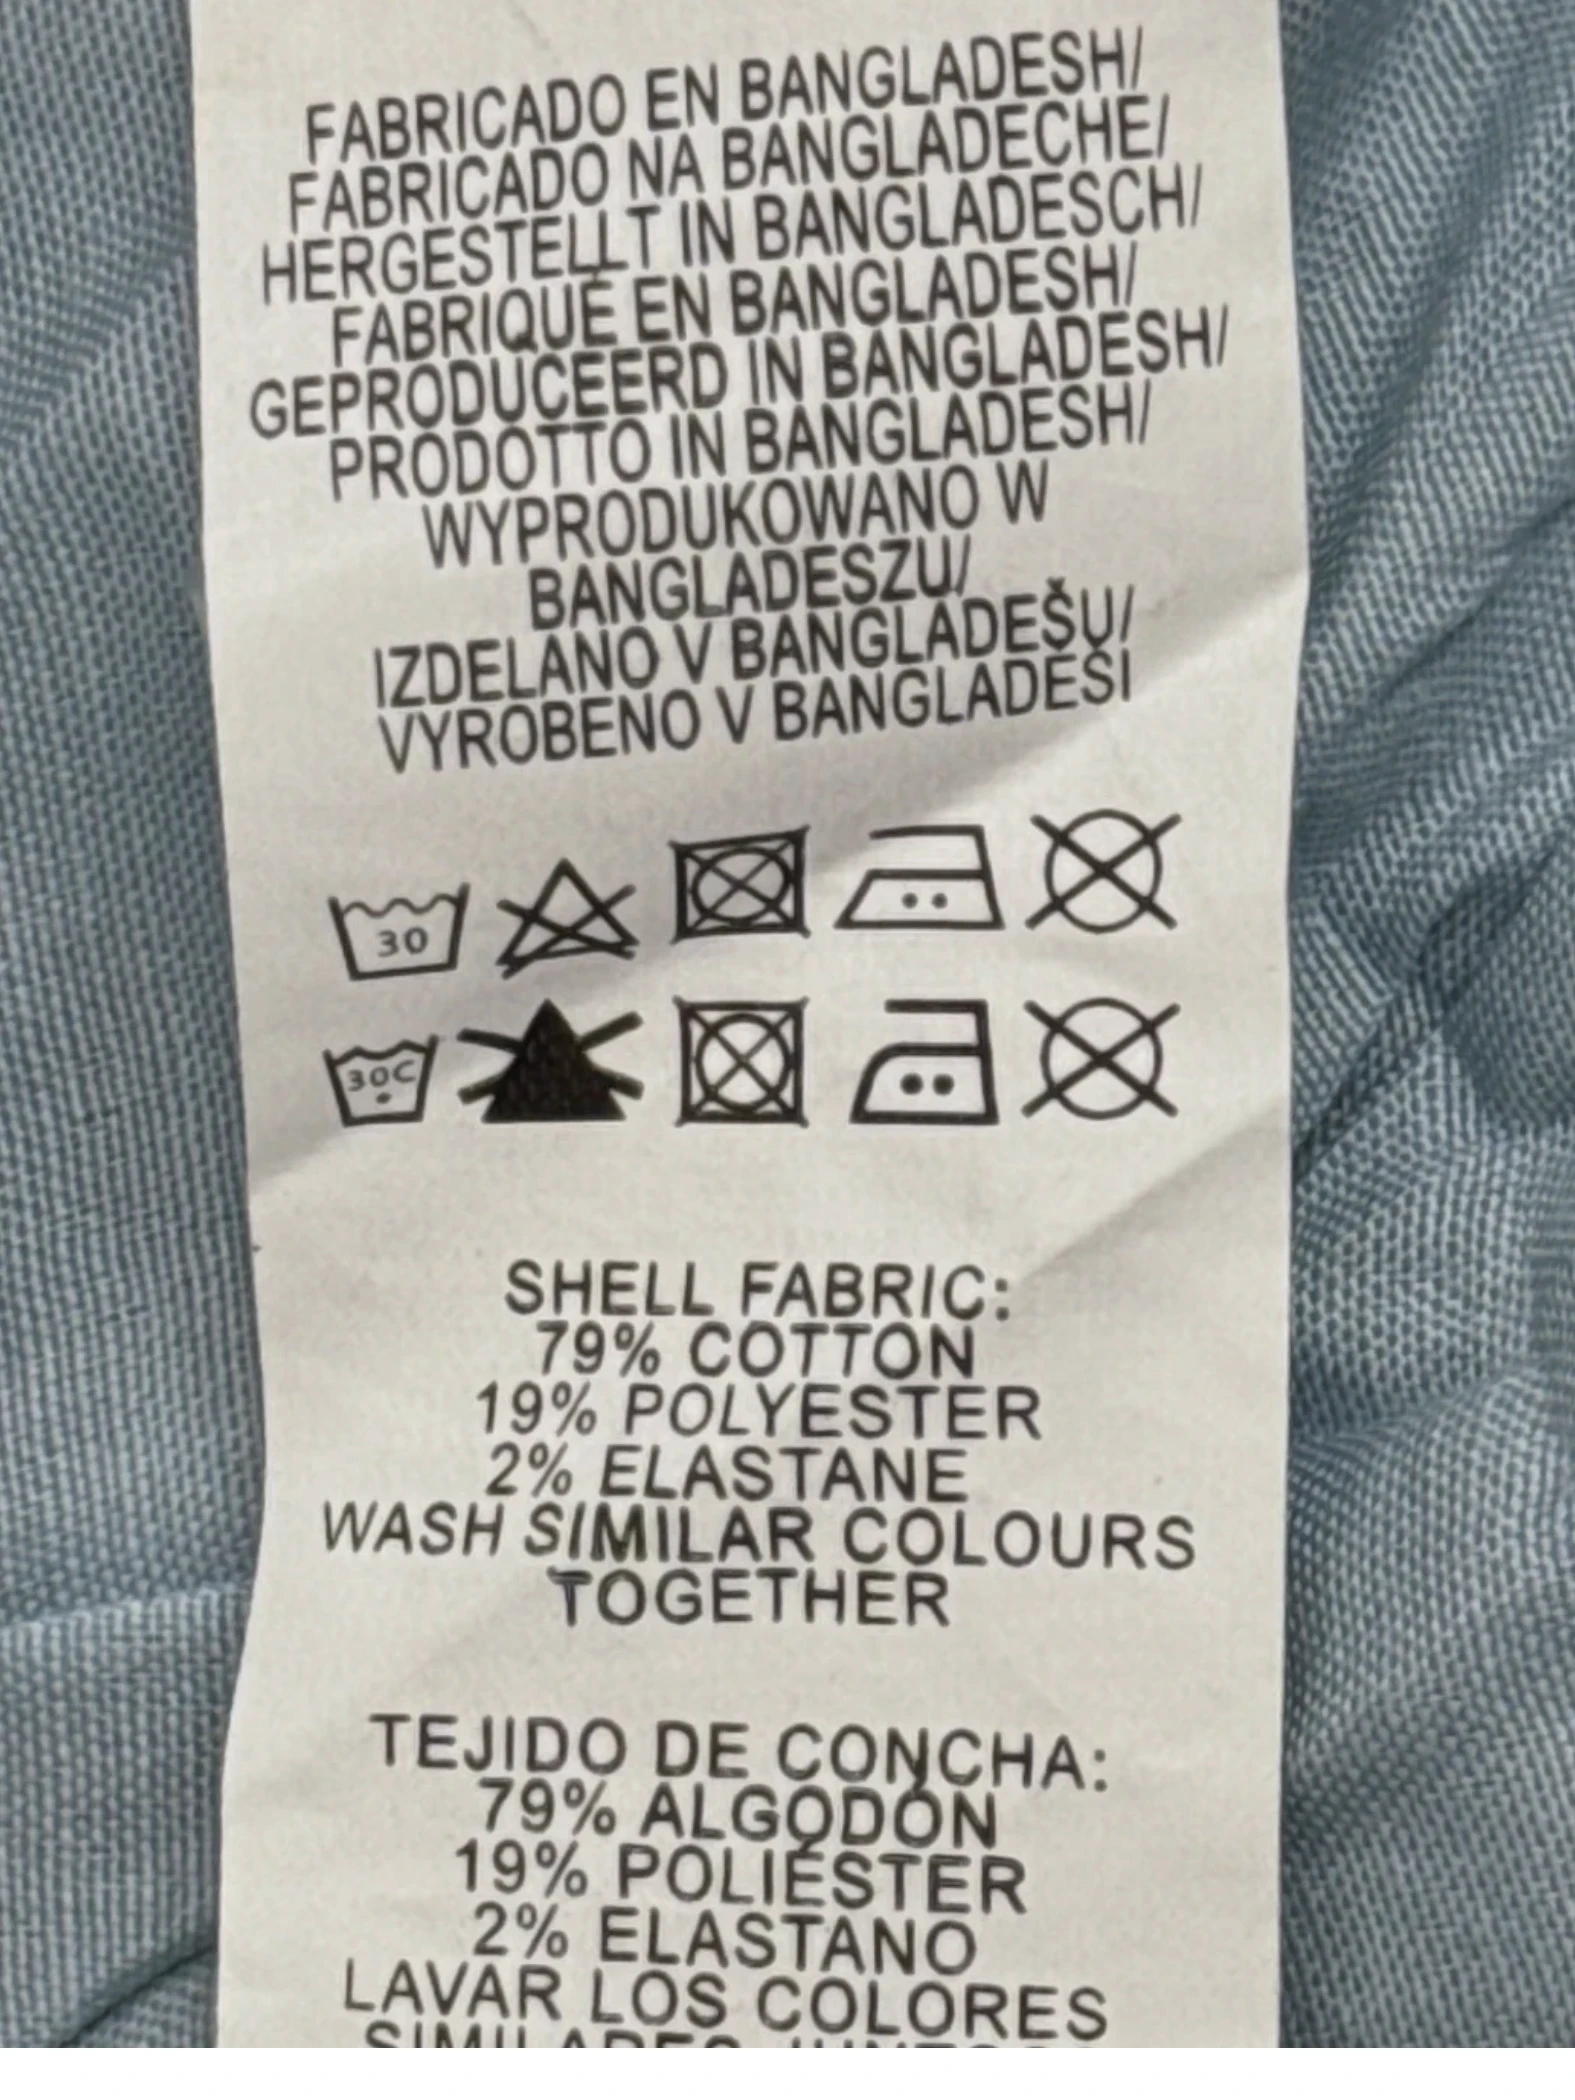 FABRICADO EN BANGLADESH/
FABRICADO NA BANGLADECHE/
HERGESTELLT IN BANGLADESCH/
FABRIQUÉ EN BANGLADESH/
GEPRODUCEERD IN BANGLADESH/
PRODOTTO IN BANGLADESH/
WYPRODUKOWANO W
BANGLADESZU/
IZDELANO V BANGLADEŠU/
VYROBENO V BANGLADÉŠI
30
30C
SHELL FABRIC:
79% COTTON
19% POLYESTER
2% ELASTANE
WASH SIMILAR COLOURS
TOGETHER
TEJIDO DE CONCHA:
79% ALGODÓN
19% POLIÉSTER
2% ELASTANO
LAVAR LOS COLORES
SIMILARES